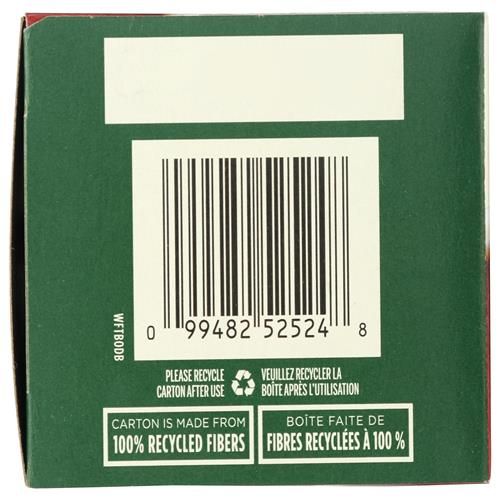 WFTBODB
0 99482 52524 8
PLEASE RECYCLE
CARTON AFTER USE
VEUILLEZ RECYCLER LA
BOÎTE APRÈS L'UTILISATION
CARTON IS MADE FROM
100% RECYCLED FIBERS
BOÎTE FAITE DE
FIBRES RECYCLÉES À 100 %